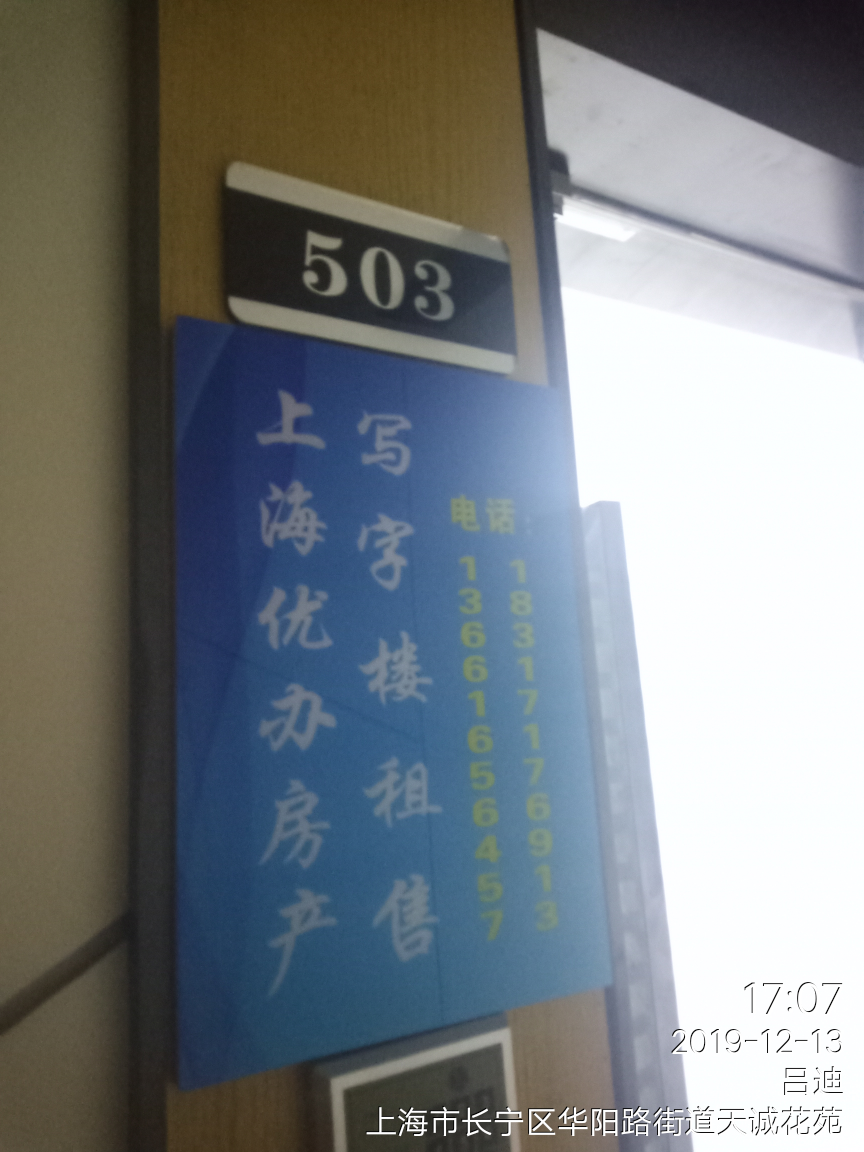 503
上海优办房产
写字楼租售
电话:
13661656457
18317176913
17:07
2019-12-13
吕迪
上海市长宁区华阳路街道天诚花苑